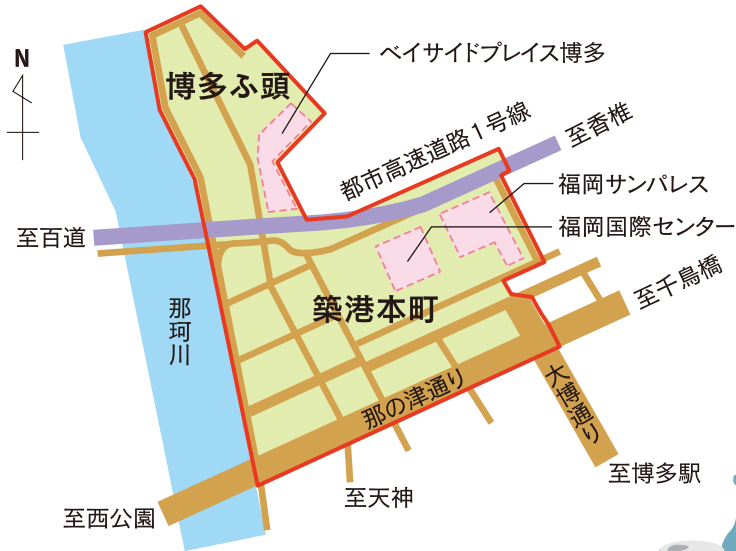 ベイサイドプレイス博多
N
博多ふ頭
都市高速道路1号線
至香椎
福岡サンパレス
福岡国際センター
至百道
築港本町
至千鳥橋
那珂川
那の津通り
大博通り
至博多駅
至天神
至西公園